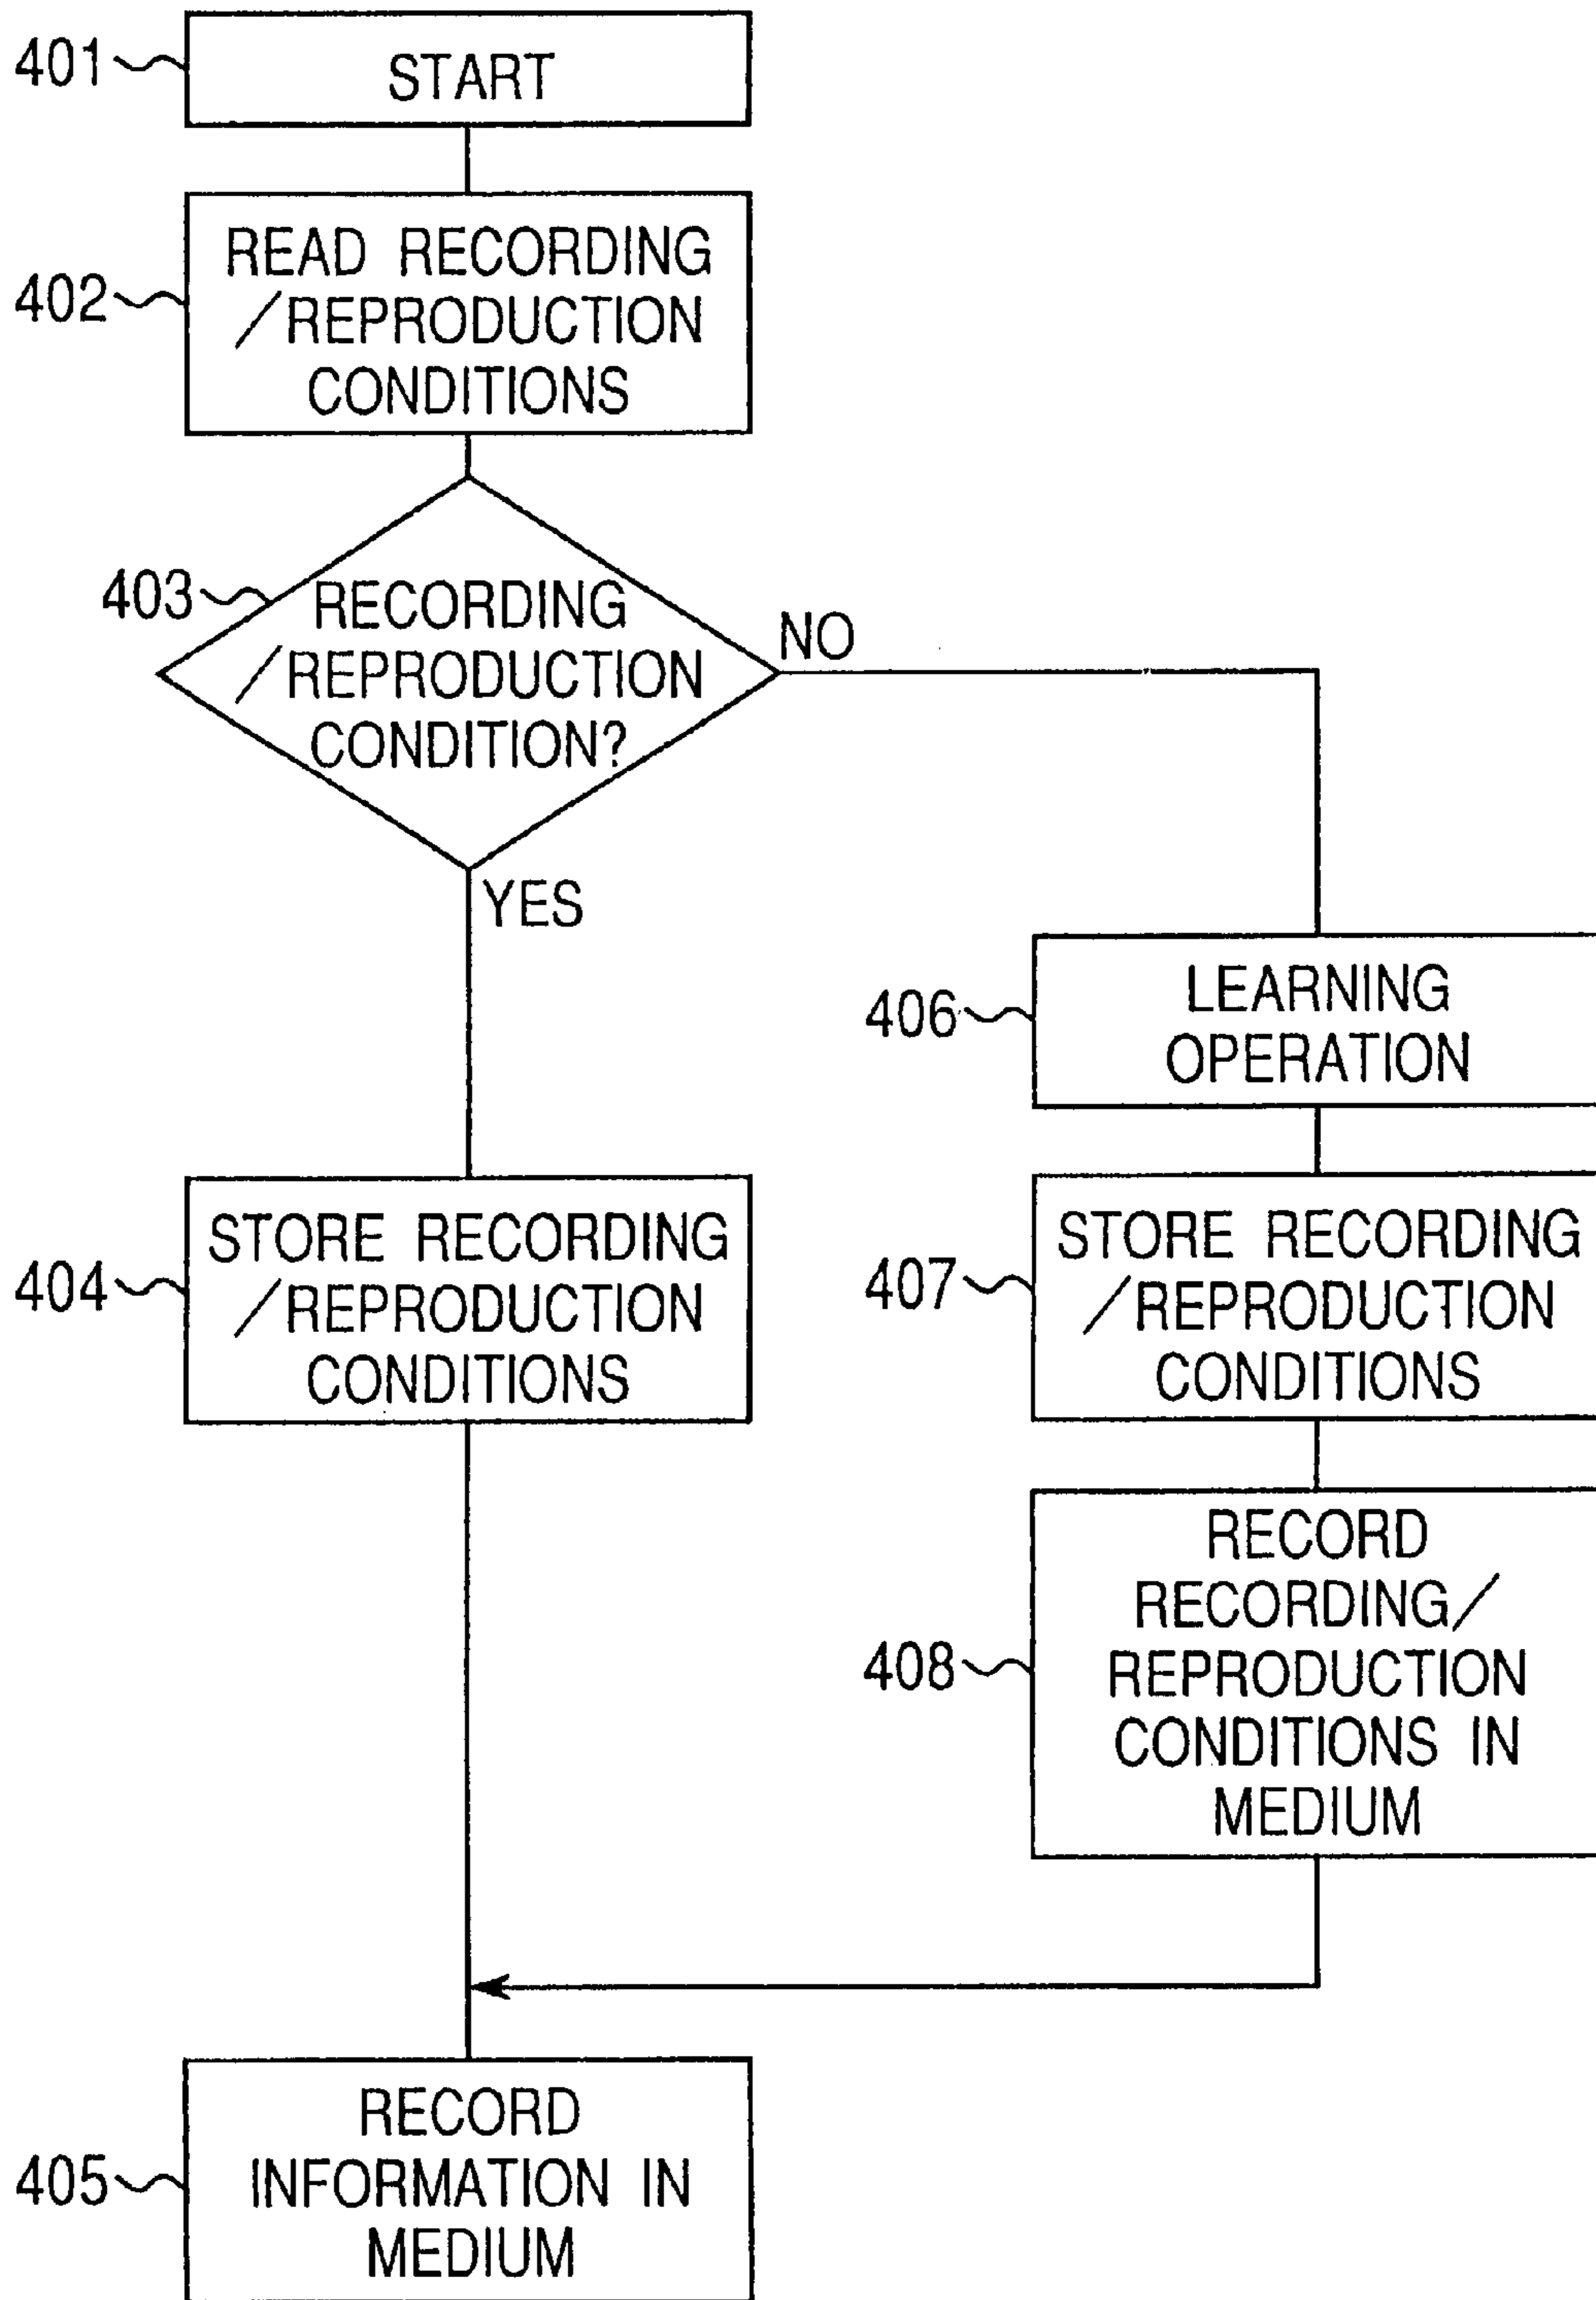 401
START
402
READ RECORDING
/REPRODUCTION
CONDITIONS
403
RECORDING
/REPRODUCTION
CONDITION?
NO
YES
406
LEARNING
OPERATION
404
STORE RECORDING
/REPRODUCTION
CONDITIONS
407
STORE RECORDING
/REPRODUCTION
CONDITIONS
408
RECORD
RECORDING/
REPRODUCTION
CONDITIONS IN
MEDIUM
405
RECORD
INFORMATION IN
MEDIUM